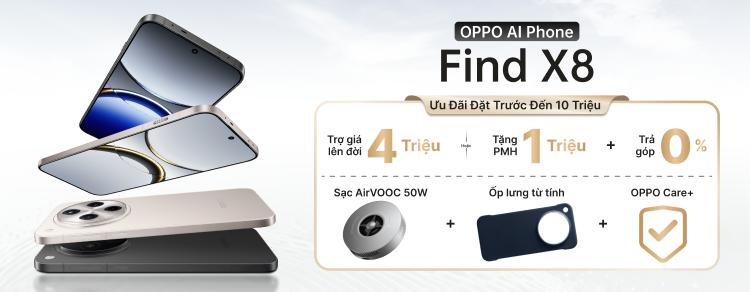 OPPO AI Phone
Find X8
Ưu Đãi Đặt Trước Đến 10 Triệu
Trợ giá
lên đời
4 Triệu
Hoặc
Tặng
PMH
1 Triệu
+
Trả
góp
0%
Sạc AirVOOC 50W
+
Ốp lưng từ tính
+
OPPO Care+